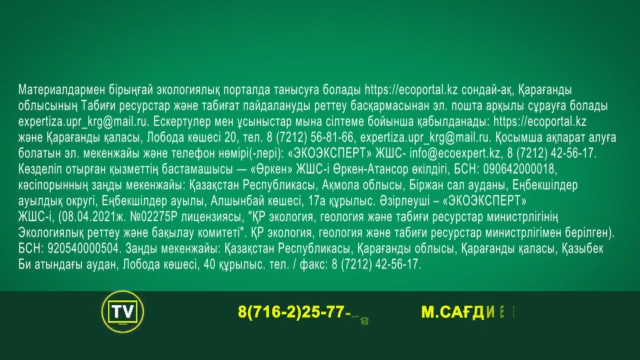 Материалдармен бірыңғай экологиялық порталда танысуға болады https://ecoportal.kz сондай-ақ, Қарағанды
облысының Табиғи ресурстар және табиғат пайдалануды реттеу басқармасынан эл. пошта арқылы сұрауға болады
expertiza.upr_krg@mail.ru. Ескертулер мен ұсыныстар мына сілтеме бойынша қабылданады: https://ecoportal.kz
және Қарағанды қаласы, Лобода көшесі 20, тел. 8 (7212) 56-81-66, expertiza.upr_krg@mail.ru. Қосымша ақпарат алуға
болатын эл. мекенжайы және телефон нөмірі(-лері): «ЭКОЭКСПЕРТ» ЖШС- info@ecoexpert.kz, 8 (7212) 42-56-17.
Көзделіп отырған қызметтің бастамашысы — «Өркен» ЖШС-і Өркен-Атансор өкілдігі, БСН: 090642000018,
кәсіпорынның заңды мекенжайы: Қазақстан Республикасы, Ақмола облысы, Біржан сал ауданы, Еңбекшілдер
ауылдық округі, Еңбекшілдер ауылы, Алшынбай көшесі, 17а құрылыс. Әзірлеуші – «ЭКОЭКСПЕРТ»
ЖШС-і, (08.04.2021ж. №02275Р лицензиясы, "ҚР экология, геология және табиғи ресурстар министрлігінің
Экологиялық реттеу және бақылау комитеті". ҚР экология, геология және табиғи ресурстар министрлігімен берілген).
БСН: 920540000504. Заңды мекенжайы: Қазақстан Республикасы, Қарағанды облысы, Қарағанды қаласы, Қазыбек
Би атындағы аудан, Лобода көшесі, 40 құрылыс. тел. / факс: 8 (7212) 42-56-17.
TV
8(716-2)25-77-
М.САҒДИЕ